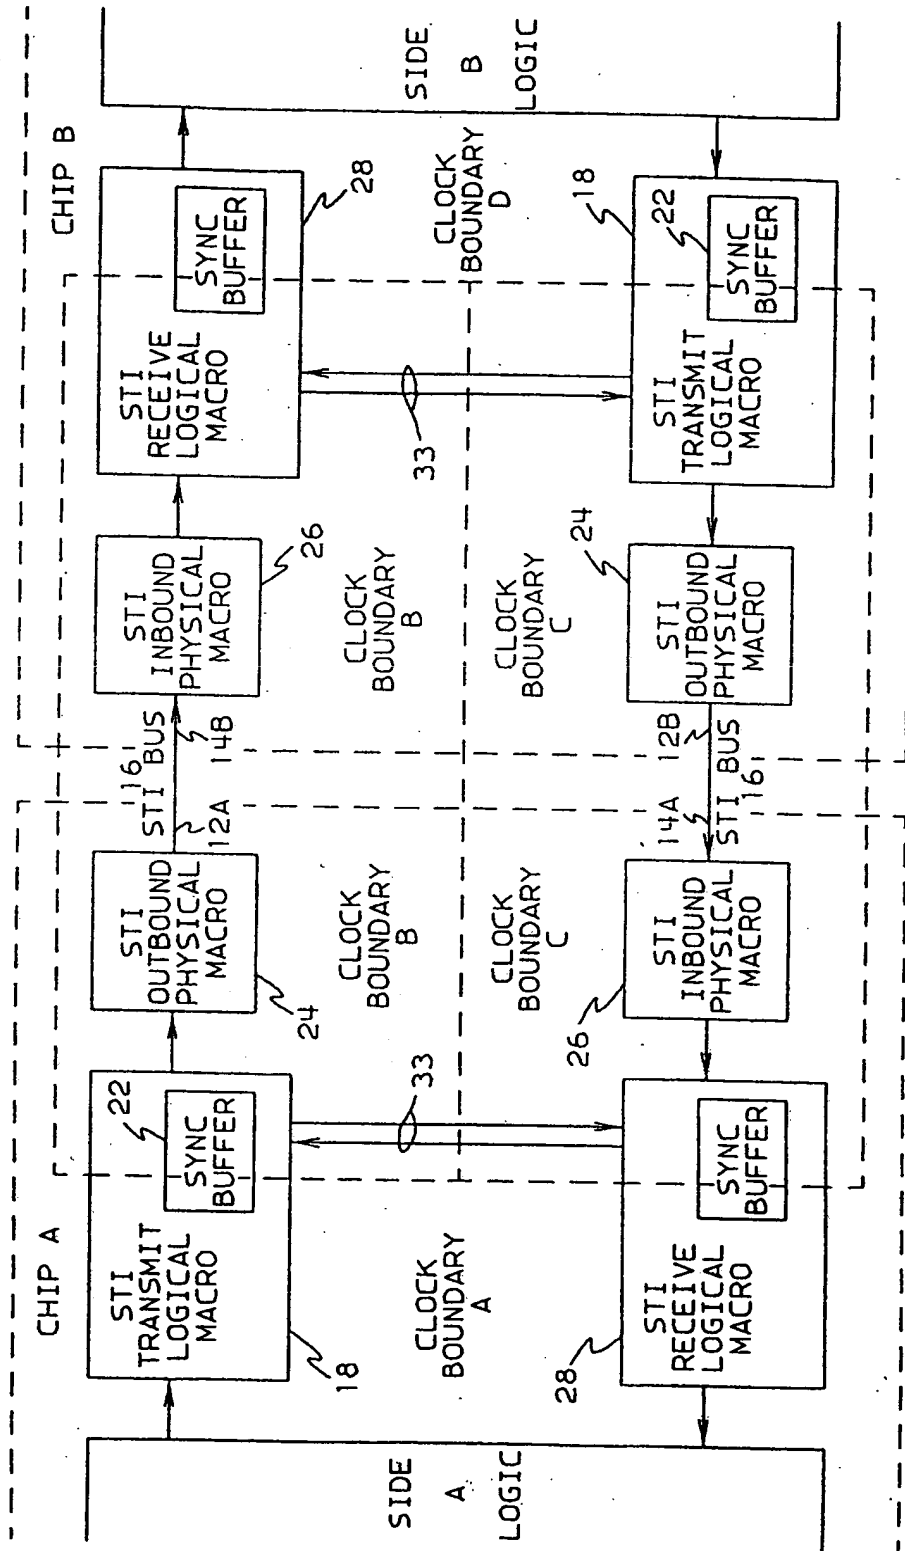 CHIP A
CHIP B
SIDE
A
LOGIC
STI
TRANSMIT
LOGICAL
MACRO
22
SYNC
BUFFER
18
STI
OUTBOUND
PHYSICAL
MACRO
24
STI BUS
16
12A
14B
STI
INBOUND
PHYSICAL
MACRO
26
STI
RECEIVE
LOGICAL
MACRO
SYNC
BUFFER
28
SIDE
B
LOGIC
CLOCK
BOUNDARY
A
33
CLOCK
BOUNDARY
B
CLOCK
BOUNDARY
B
33
CLOCK
BOUNDARY
D
CLOCK
BOUNDARY
C
CLOCK
BOUNDARY
C
28
STI
RECEIVE
LOGICAL
MACRO
SYNC
BUFFER
26
STI
INBOUND
PHYSICAL
MACRO
14A
12B
STI BUS
16
24
STI
OUTBOUND
PHYSICAL
MACRO
STI
TRANSMIT
LOGICAL
MACRO
18
22
SYNC
BUFFER